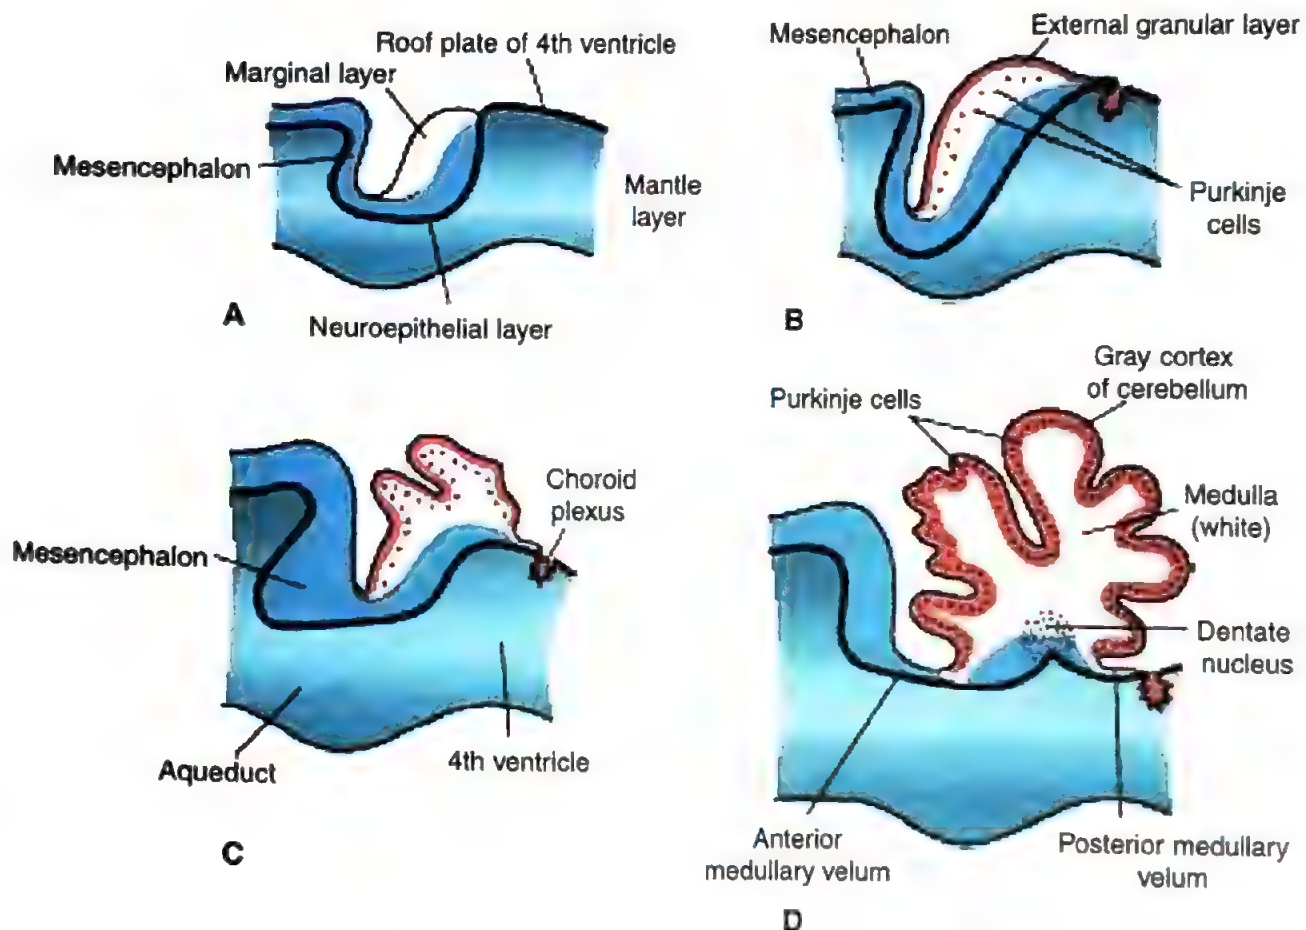 Roof plate of 4th ventricle
Marginal layer
Mesencephalon
Mantle
layer
Neuroepithelial layer
A
External granular layer
Mesencephalon
Purkinje
cells
B
Choroid
plexus
Mesencephalon
Aqueduct
4th ventricle
C
Gray cortex
of cerebellum
Purkinje cells
Medulla
(white)
Dentate
nucleus
Anterior
medullary velum
Posterior medullary
velum
D